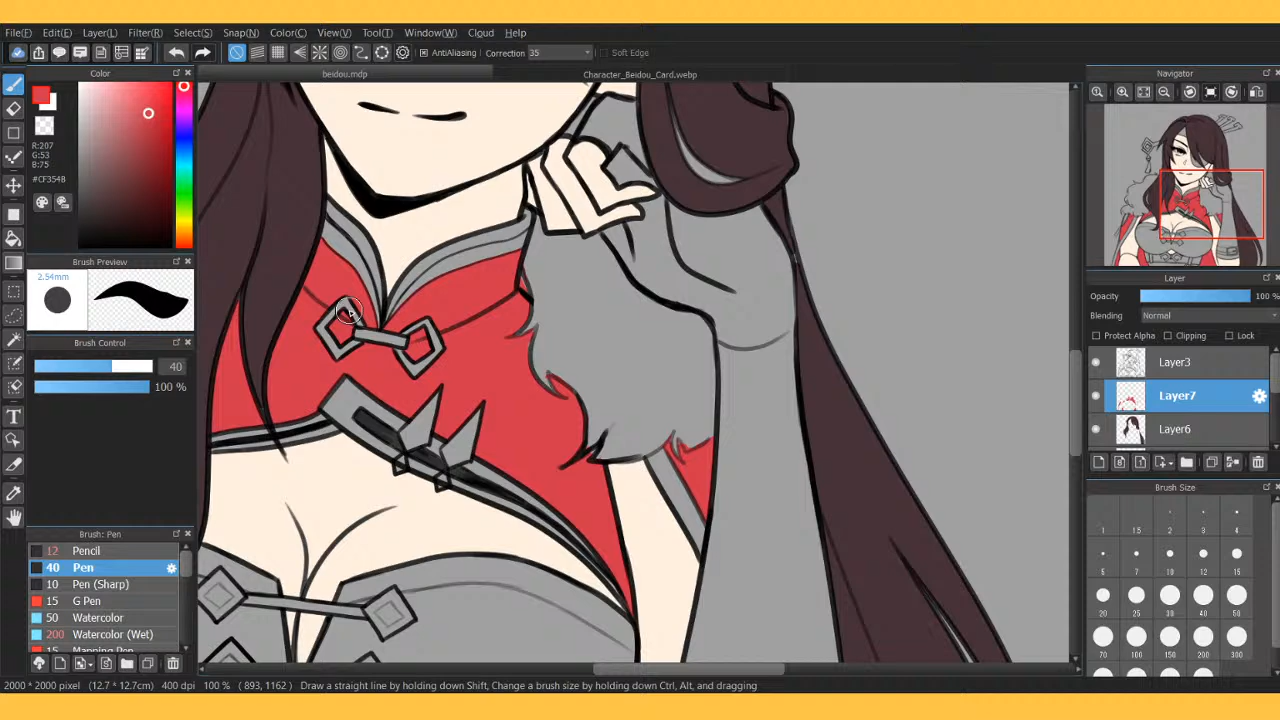 File(F) Edit(E) Layer(L) Filter(R) Select(S) Snap(N) Color(C) View(V) Tool(T) Window(W) Cloud Help
AntiAliasing Correction 35 Soft Edge
Color
beidou.mdp
Character_Beidou_Card.webp
Navigator
R:207
G:53
B:75
#CF354B
Brush Preview
2.54mm
Brush Control
40
100 %
Layer
Opacity 100 %
Blending Normal
Protect Alpha Clipping Lock
Layer3
Layer7
Layer6
Brush Size
1 1.5 2 3 4
5 7 10 12 15
20 25 30 40 50
70 100 150 200 300
Brush: Pen
12 Pencil
40 Pen
10 Pen (Sharp)
15 G Pen
50 Watercolor
200 Watercolor (Wet)
15 Mapping Pen
2000 * 2000 pixel (12.7 * 12.7cm) 400 dpi 100 % ( 893, 1162 ) Draw a straight line by holding down Shift, Change a brush size by holding down Ctrl, Alt, and dragging